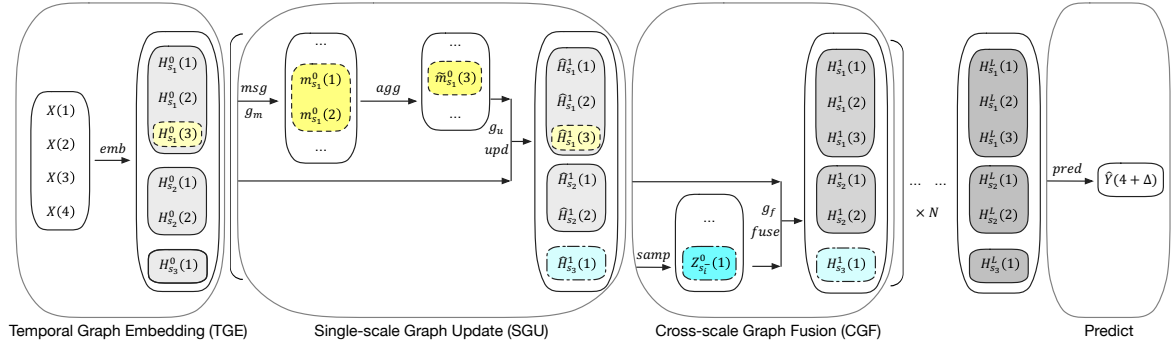 X(1)
X(2)
X(3)
X(4)
emb
H⁰ₛ₁(1)
H⁰ₛ₁(2)
H⁰ₛ₁(3)
H⁰ₛ₂(1)
H⁰ₛ₂(2)
H⁰ₛ₃(1)
msg
gₘ
...
m⁰ₛ₁(1)
m⁰ₛ₁(2)
...
agg
...
m̃⁰ₛ₁(3)
...
gᵤ
upd
Ĥ¹ₛ₁(1)
Ĥ¹ₛ₁(2)
Ĥ¹ₛ₁(3)
Ĥ¹ₛ₂(1)
Ĥ¹ₛ₂(2)
Ĥ¹ₛ₃(1)
samp
...
Z⁰ₛᵢ⁻(1)
g_f
fuse
H¹ₛ₁(1)
H¹ₛ₁(2)
H¹ₛ₁(3)
H¹ₛ₂(1)
H¹ₛ₂(2)
H¹ₛ₃(1)
... ...
× N
Hᴸₛ₁(1)
Hᴸₛ₁(2)
Hᴸₛ₁(3)
Hᴸₛ₂(1)
Hᴸₛ₂(2)
Hᴸₛ₃(1)
pred
Ŷ(4 + Δ)
Temporal Graph Embedding (TGE)
Single-scale Graph Update (SGU)
Cross-scale Graph Fusion (CGF)
Predict